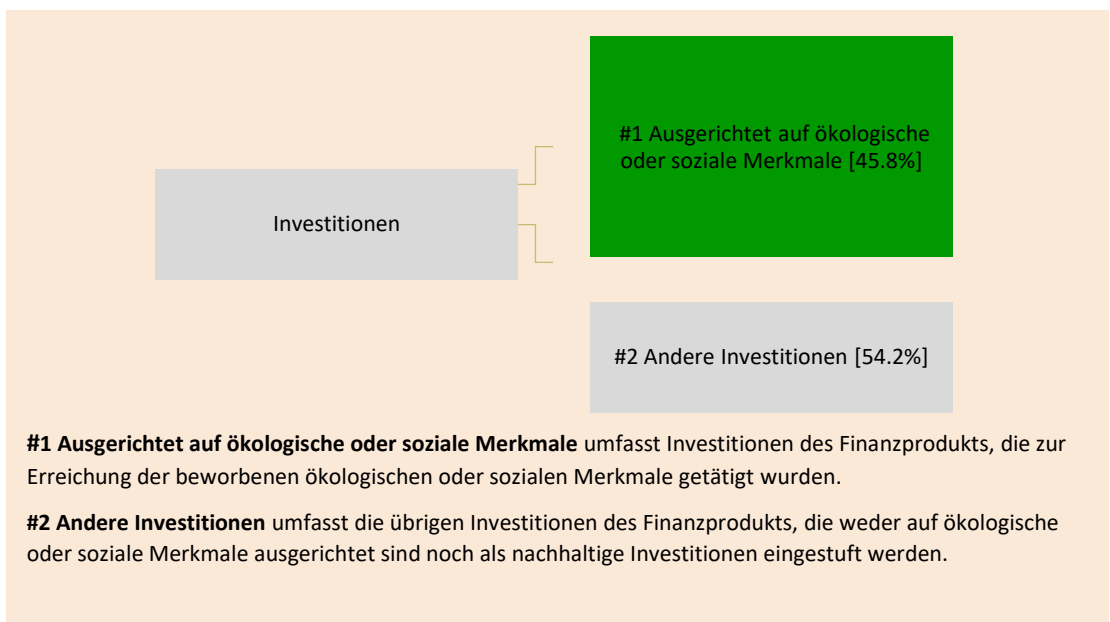 #1 Ausgerichtet auf ökologische
oder soziale Merkmale [45.8%]
Investitionen
#2 Andere Investitionen [54.2%]
#1 Ausgerichtet auf ökologische oder soziale Merkmale umfasst Investitionen des Finanzprodukts, die zur
Erreichung der beworbenen ökologischen oder sozialen Merkmale getätigt wurden.
#2 Andere Investitionen umfasst die übrigen Investitionen des Finanzprodukts, die weder auf ökologische
oder soziale Merkmale ausgerichtet sind noch als nachhaltige Investitionen eingestuft werden.